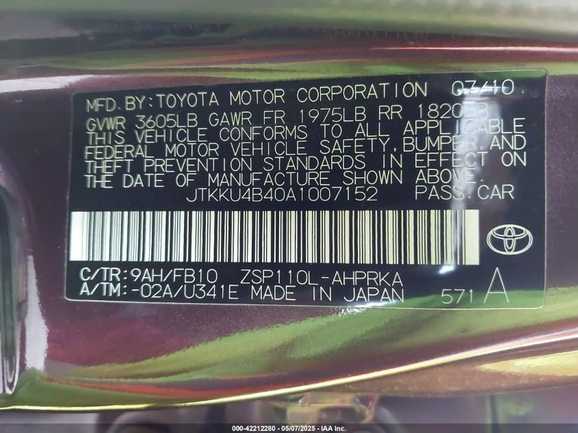 MFD. BY: TOYOTA MOTOR CORPORATION 07/10
GVWR 3605LB GAWR FR 1975LB RR 1820LB
THIS VEHICLE CONFORMS TO ALL APPLICABLE
FEDERAL MOTOR VEHICLE SAFETY, BUMPER, AND
THEFT PREVENTION STANDARDS IN EFFECT ON
THE DATE OF MANUFACTURE SHOWN ABOVE.
JTKKU4B40A1007152 PASS. CAR
TOYOTA
C/TR: 9AH/FB10 ZSP110L-AHPRKA
A/TM: -02A/U341E MADE IN JAPAN 571 A
000-42212280 - 05/07/2025 - IAA Inc.